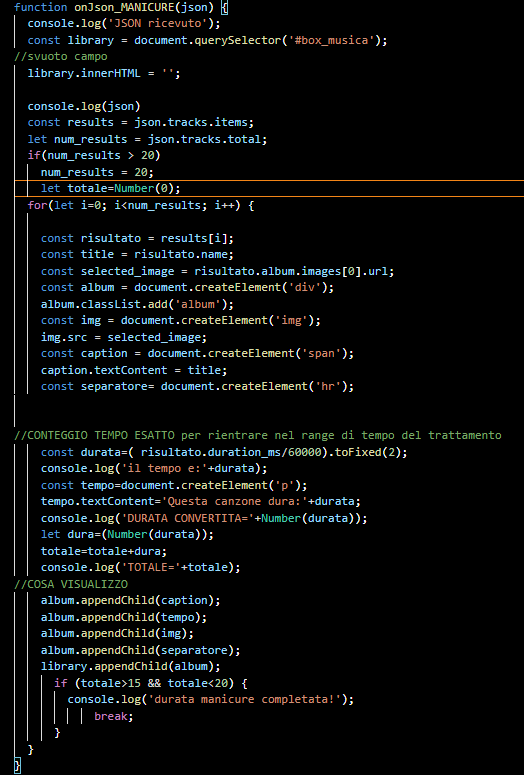 function onJson_MANICURE(json) {
console.log('JSON ricevuto');
const library = document.querySelector('#box_musica');
//svuoto campo
library.innerHTML = '';
console.log(json)
const results = json.tracks.items;
let num_results = json.tracks.total;
if(num_results > 20)
num_results = 20;
let totale=Number(0);
for(let i=0; i<num_results; i++) {
const risultato = results[i];
const title = risultato.name;
const selected_image = risultato.album.images[0].url;
const album = document.createElement('div');
album.classList.add('album');
const img = document.createElement('img');
img.src = selected_image;
const caption = document.createElement('span');
caption.textContent = title;
const separatore= document.createElement('hr');
//CONTEGGIO TEMPO ESATTO per rientrare nel range di tempo del trattamento
const durata=( risultato.duration_ms/60000).toFixed(2);
console.log('il tempo e:'+durata);
const tempo=document.createElement('p');
tempo.textContent='Questa canzone dura:'+durata;
console.log('DURATA CONVERTITA='+Number(durata));
let dura=(Number(durata));
totale=totale+dura;
console.log('TOTALE='+totale);
//COSA VISUALIZZO
album.appendChild(caption);
album.appendChild(tempo);
album.appendChild(img);
album.appendChild(separatore);
library.appendChild(album);
if (totale>15 && totale<20) {
console.log('durata manicure completata!');
break;
}
}
}